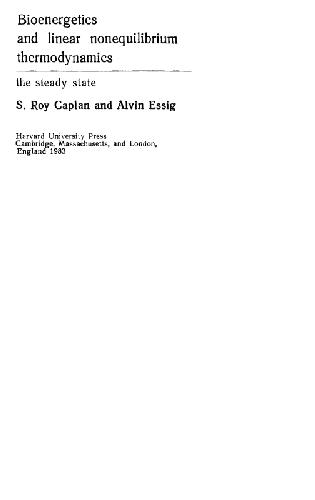 Bioenergetics
and linear nonequilibrium
thermodynamics
the steady state
S. Roy Caplan and Alvin Essig
Harvard University Press
Cambridge, Massachusetts, and London,
England 1983